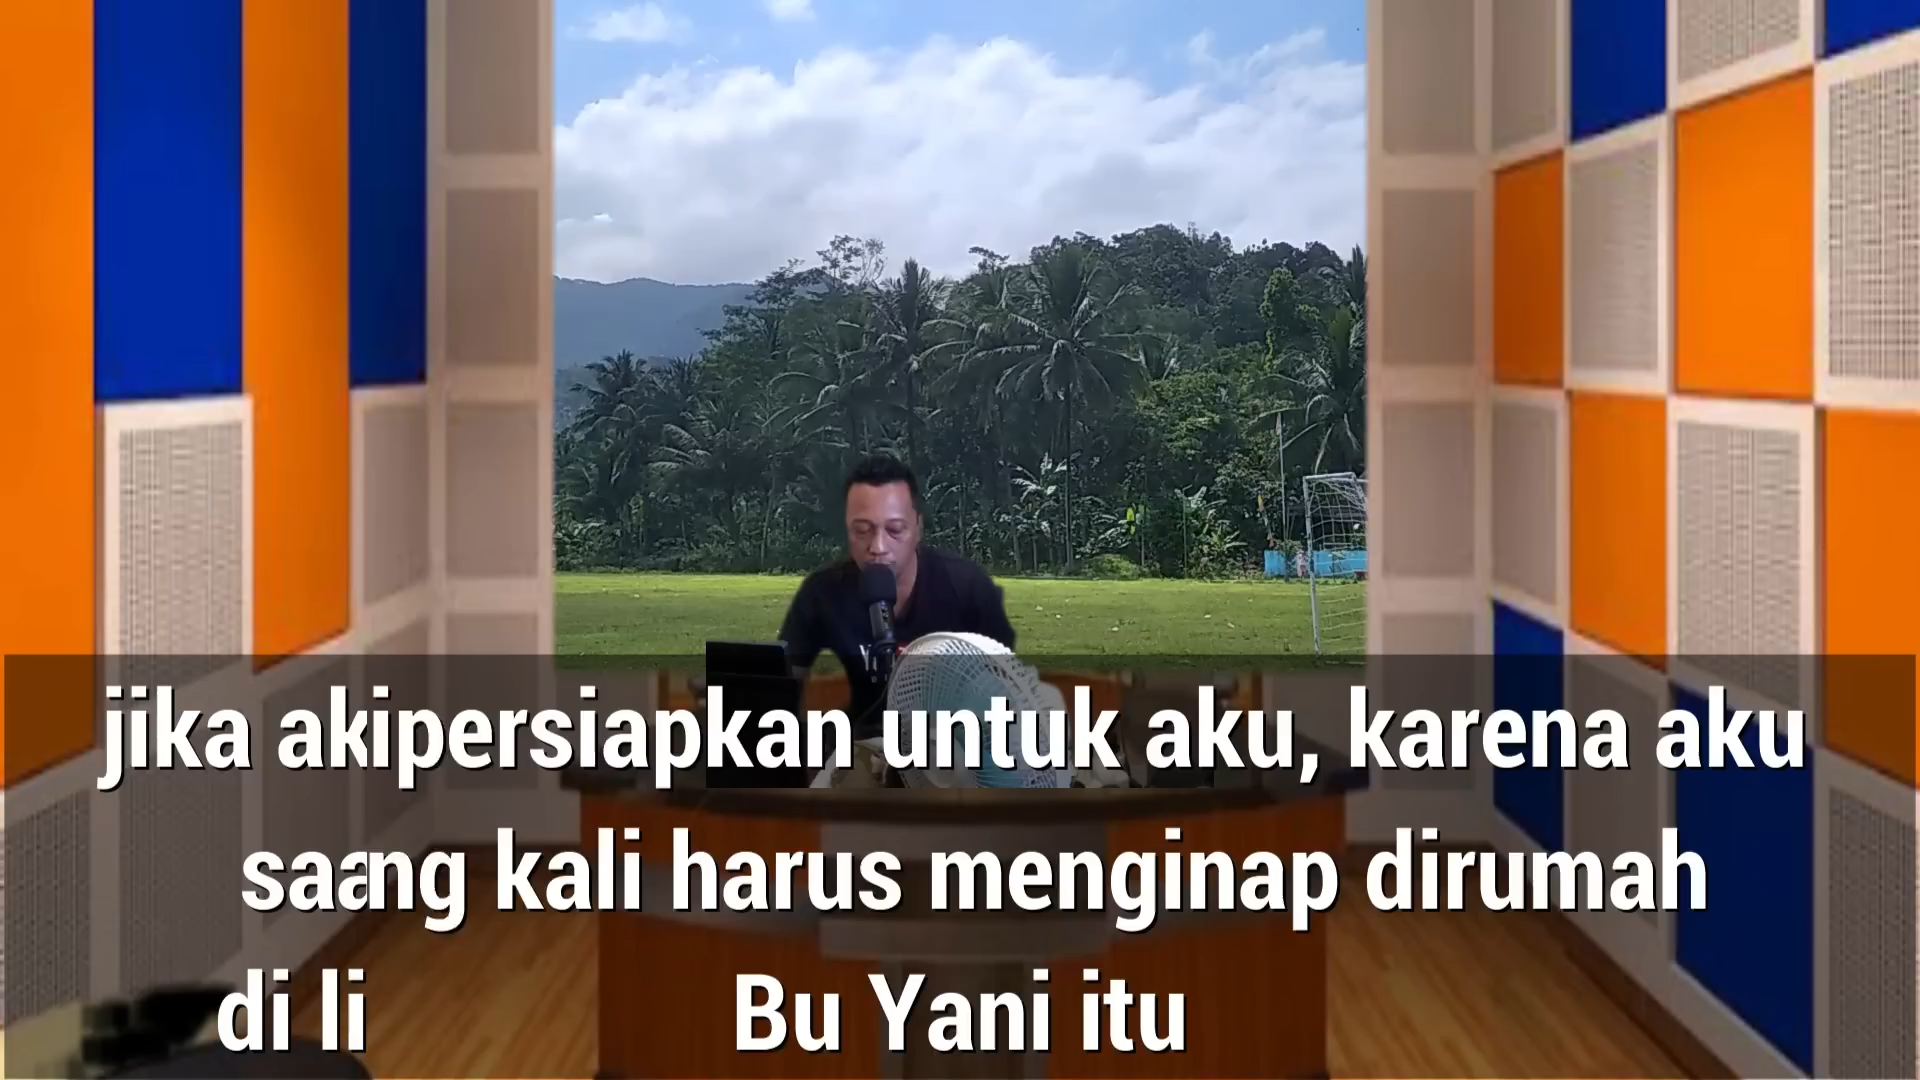 jika akipersiapkan untuk aku, karena aku
saang kali harus menginap dirumah
di li Bu Yani itu